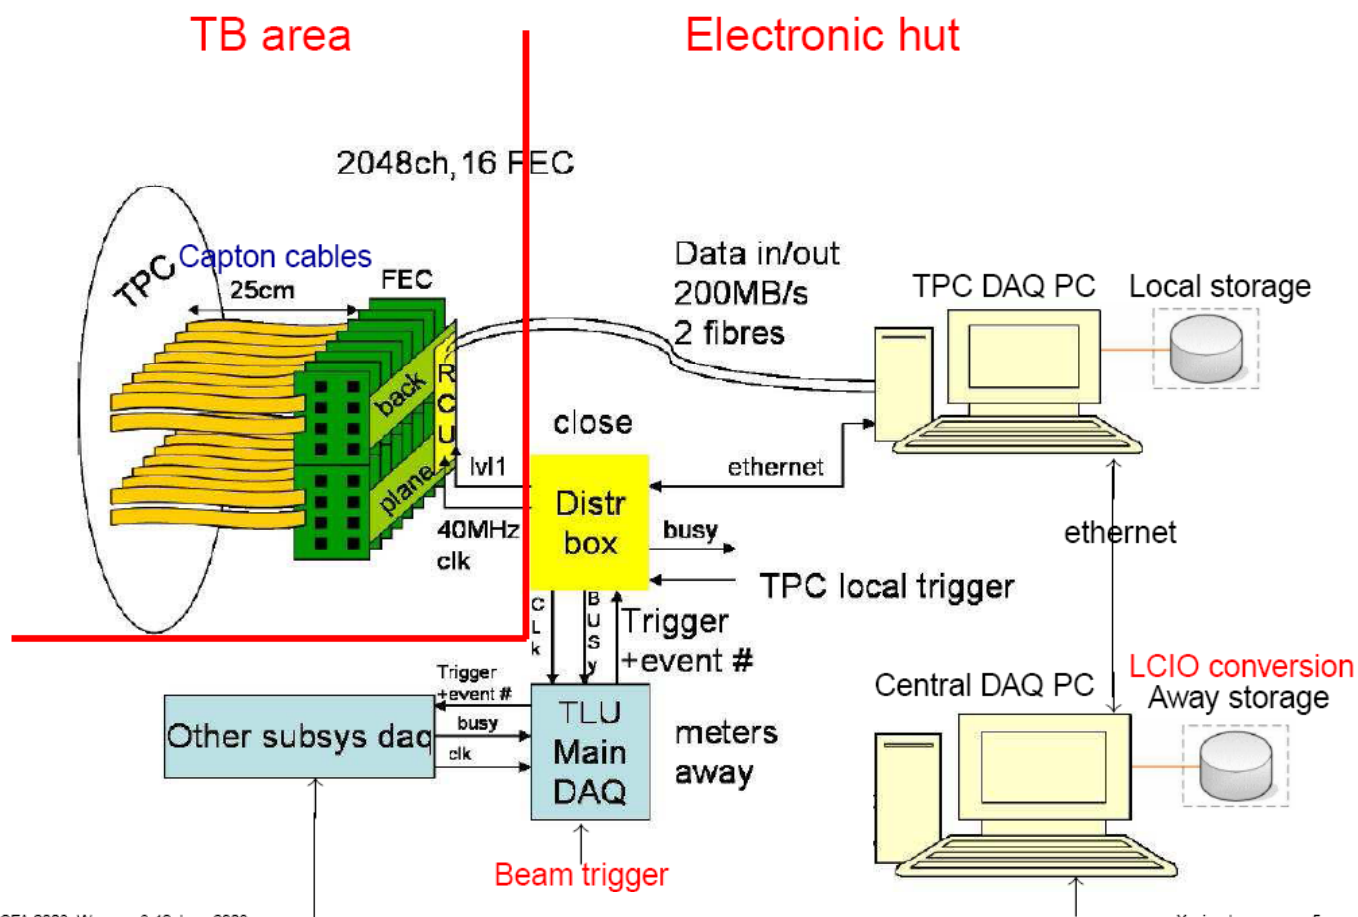 TB area
Electronic hut
2048ch,16 FEC
Capton cables
25cm
TPC
FEC
back
plane
RCU
Data in/out
200MB/s
2 fibres
TPC DAQ PC
Local storage
close
lvl1
40MHz
clk
Distr
box
ethernet
busy
TPC local trigger
ethernet
CLk
BUSy
Trigger
+event #
Trigger
+event #
busy
clk
Other subsys daq
TLU
Main
DAQ
meters
away
Beam trigger
Central DAQ PC
LCIO conversion
Away storage